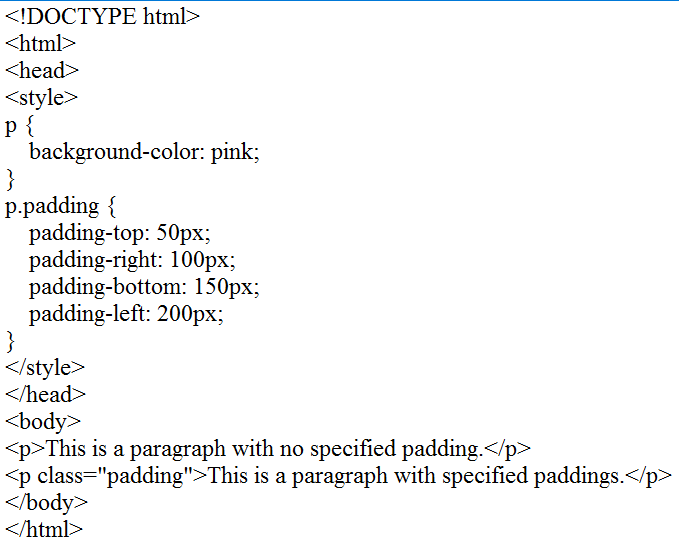 <!DOCTYPE html>
<html>
<head>
<style>
p {
    background-color: pink;
}
p.padding {
    padding-top: 50px;
    padding-right: 100px;
    padding-bottom: 150px;
    padding-left: 200px;
}
</style>
</head>
<body>
<p>This is a paragraph with no specified padding.</p>
<p class="padding">This is a paragraph with specified paddings.</p>
</body>
</html>